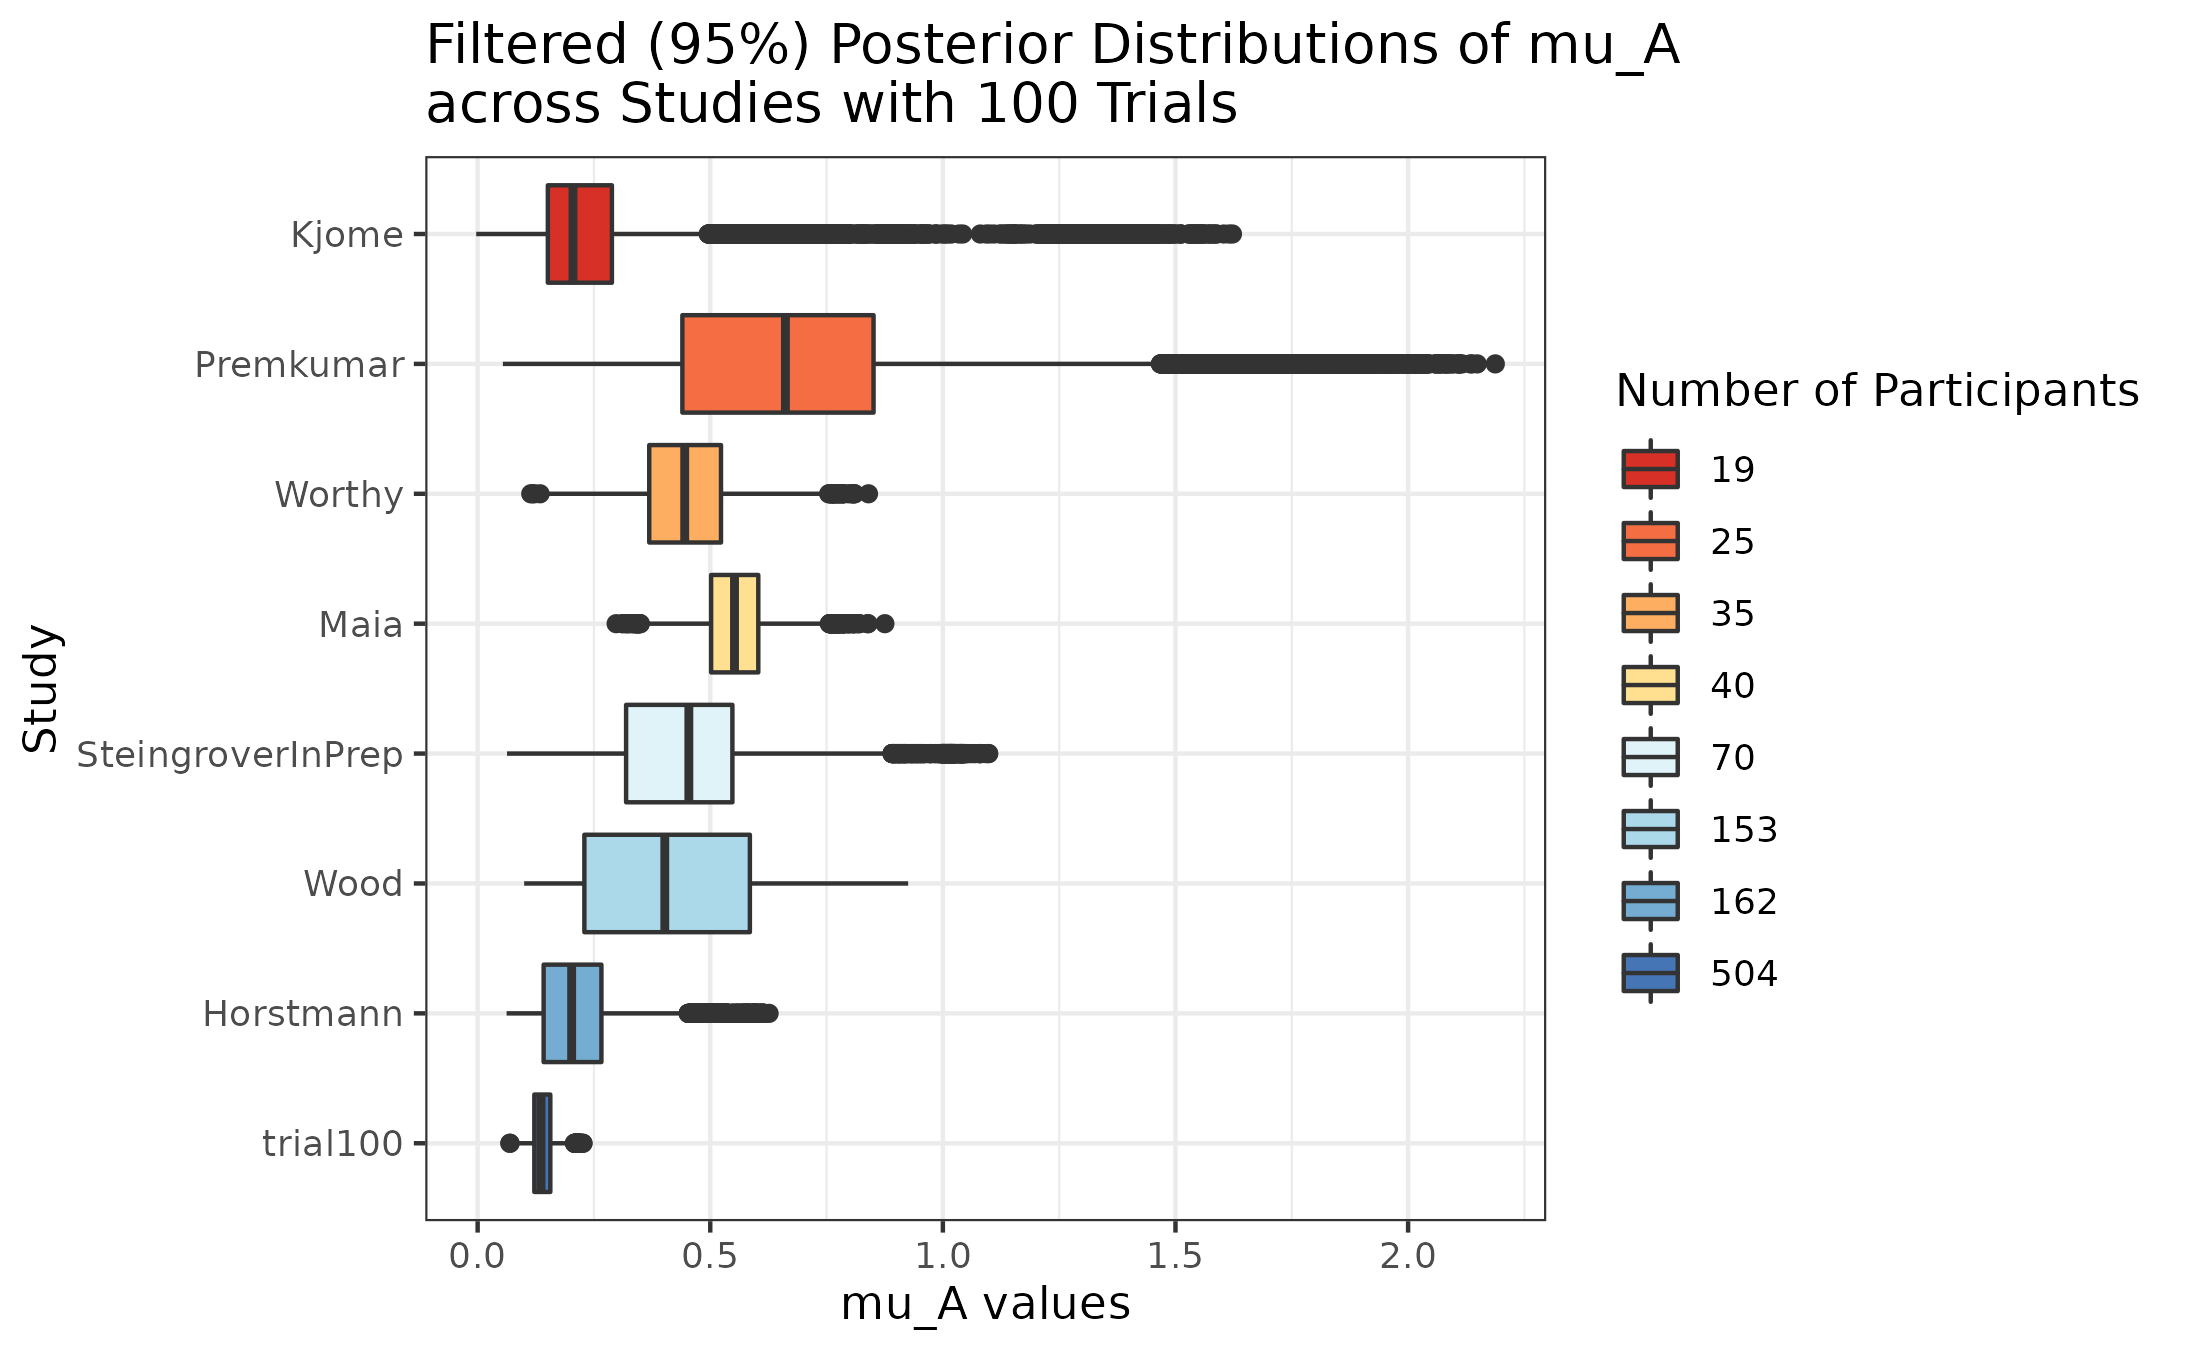 Filtered (95%) Posterior Distributions of mu_A
across Studies with 100 Trials
Study
Kjome
Premkumar
Worthy
Maia
SteingroverInPrep
Wood
Horstmann
trial100
0.0
0.5
1.0
1.5
2.0
mu_A values
Number of Participants
19
25
35
40
70
153
162
504